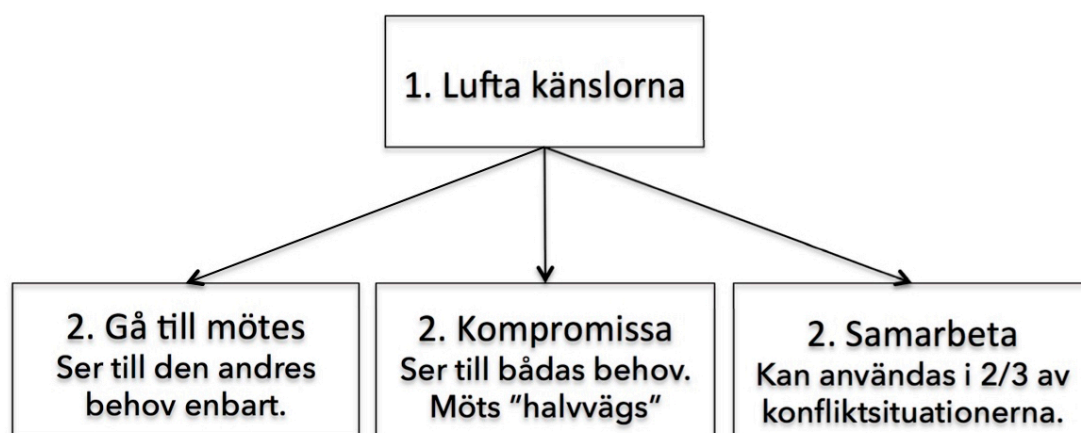 1. Lufta känslorna
2. Gå till mötes
Ser till den andres
behov enbart.
2. Kompromissa
Ser till bådas behov.
Möts ”halvvägs“
2. Samarbeta
Kan användas i 2/3 av
konfliktsituationerna.